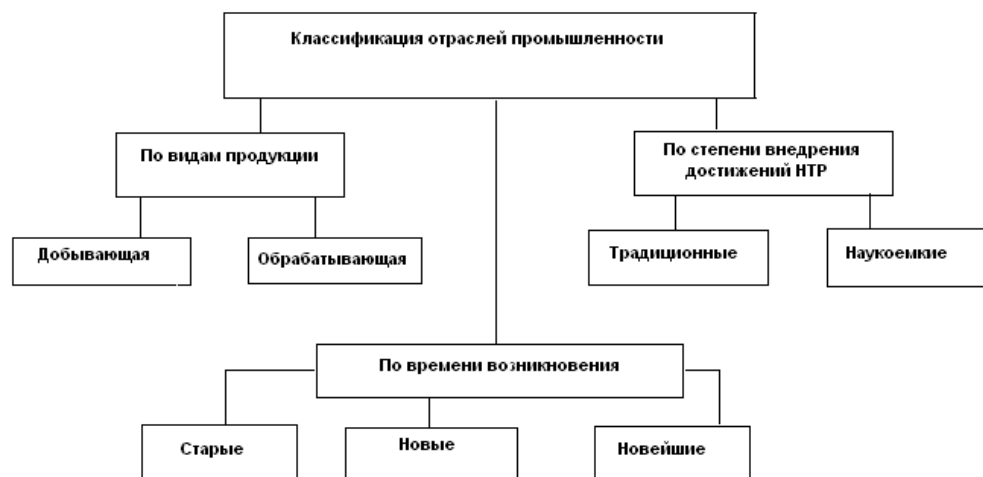 Классификация отраслей промышленности
По видам продукции
По степени внедрения
достижений НТР
Добывающая
Обрабатывающая
Традиционные
Наукоемкие
По времени возникновения
Старые
Новые
Новейшие